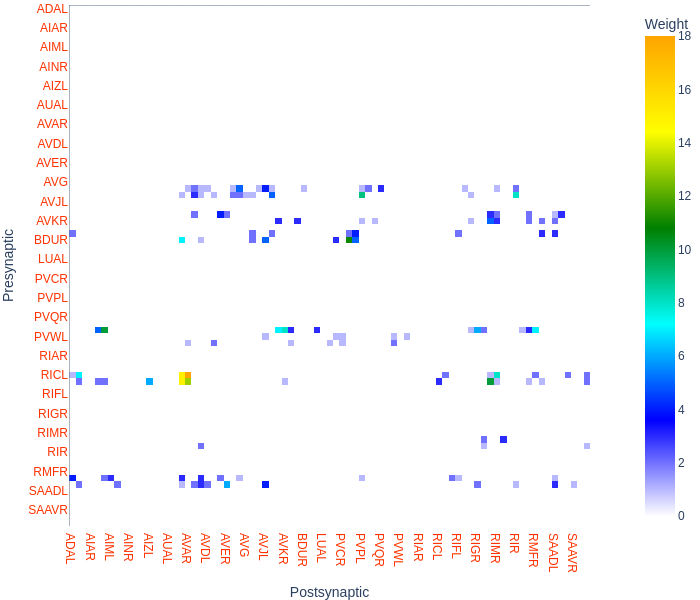 Weight
18
16
14
12
10
8
6
4
2
0
Presynaptic
ADAL
AIAR
AIML
AINR
AIZL
AUAL
AVAR
AVDL
AVER
AVG
AVJL
AVKR
BDUR
LUAL
PVCR
PVPL
PVQR
PVWL
RIAR
RICL
RIFL
RIGR
RIMR
RIR
RMFR
SAADL
SAAVR
ADAL
AIAR
AIML
AINR
AIZL
AUAL
AVAR
AVDL
AVER
AVG
AVJL
AVKR
BDUR
LUAL
PVCR
PVPL
PVQR
PVWL
RIAR
RICL
RIFL
RIGR
RIMR
RIR
RMFR
SAADL
SAAVR
Postsynaptic